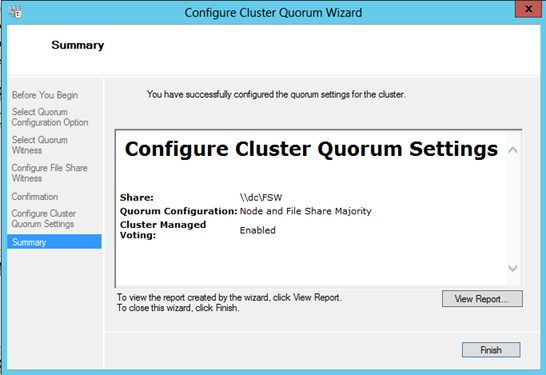 Configure Cluster Quorum Wizard
x
Summary
Before You Begin
Select Quorum
Configuration Option
Select Quorum
Witness
Configure File Share
Witness
Confirmation
Configure Cluster
Quorum Settings
Summary
You have successfully configured the quorum settings for the cluster.
Configure Cluster Quorum Settings
Share: \\dc\FSW
Quorum Configuration: Node and File Share Majority
Cluster Managed
Voting: Enabled
To view the report created by the wizard, click View Report.
To close this wizard, click Finish.
View Report...
Finish